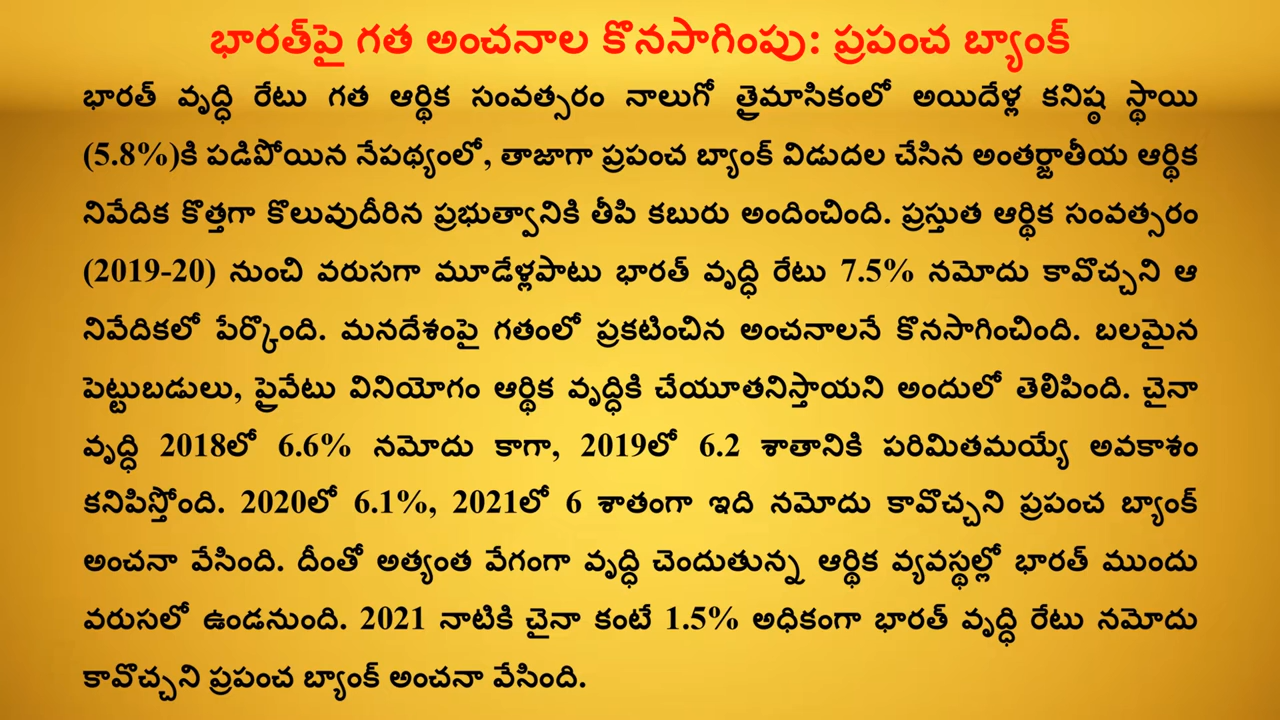 భారత్‌పై గత అంచనాల కొనసాగింపు: ప్రపంచ బ్యాంక్
భారత్ వృద్ధి రేటు గత ఆర్థిక సంవత్సరం నాలుగో త్రైమాసికంలో అయిదేళ్ల కనిష్ఠ స్థాయి
(5.8%)కి పడిపోయిన నేపథ్యంలో, తాజాగా ప్రపంచ బ్యాంక్ విడుదల చేసిన అంతర్జాతీయ ఆర్థిక
నివేదిక కొత్తగా కొలువుదీరిన ప్రభుత్వానికి తీపి కబురు అందించింది. ప్రస్తుత ఆర్థిక సంవత్సరం
(2019-20) నుంచి వరుసగా మూడేళ్లపాటు భారత్ వృద్ధి రేటు 7.5% నమోదు కావొచ్చని ఆ
నివేదికలో పేర్కొంది. మనదేశంపై గతంలో ప్రకటించిన అంచనాలనే కొనసాగించింది. బలమైన
పెట్టుబడులు, ప్రైవేటు వినియోగం ఆర్థిక వృద్ధికి చేయూతనిస్తాయని అందులో తెలిపింది. చైనా
వృద్ధి 2018లో 6.6% నమోదు కాగా, 2019లో 6.2 శాతానికి పరిమితమయ్యే అవకాశం
కనిపిస్తోంది. 2020లో 6.1%, 2021లో 6 శాతంగా ఇది నమోదు కావొచ్చని ప్రపంచ బ్యాంక్
అంచనా వేసింది. దీంతో అత్యంత వేగంగా వృద్ధి చెందుతున్న ఆర్థిక వ్యవస్థల్లో భారత్ ముందు
వరుసలో ఉండనుంది. 2021 నాటికి చైనా కంటే 1.5% అధికంగా భారత్ వృద్ధి రేటు నమోదు
కావొచ్చని ప్రపంచ బ్యాంక్ అంచనా వేసింది.